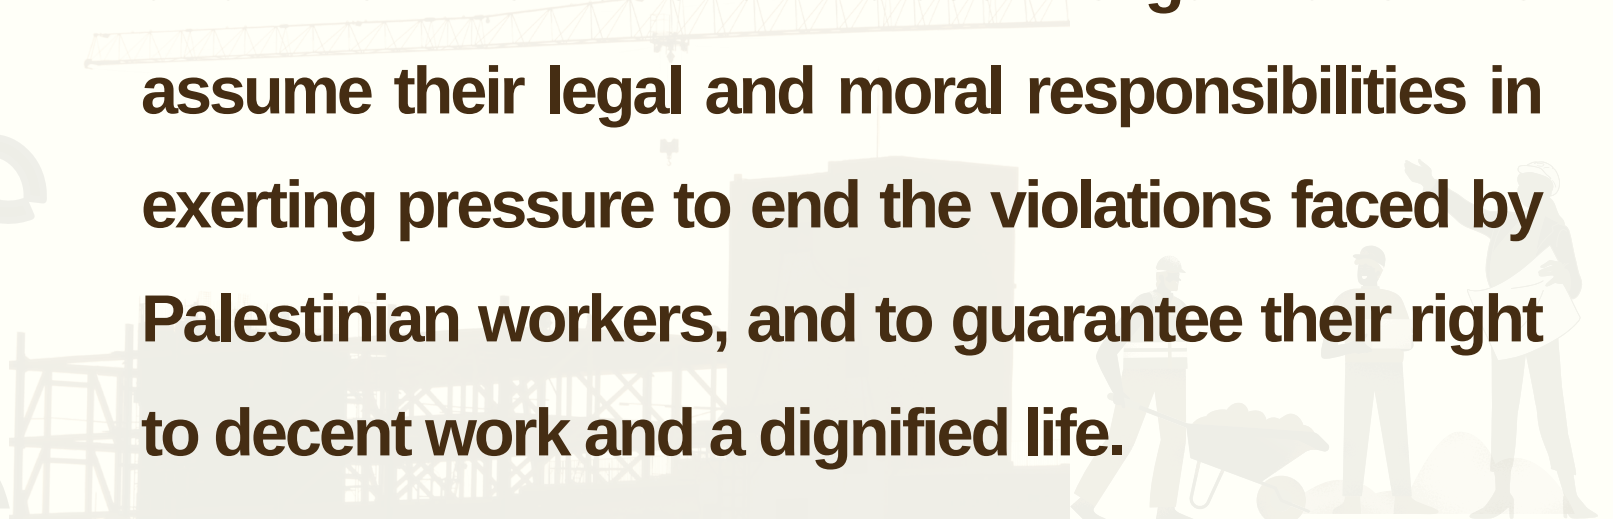 assume their legal and moral responsibilities in
exerting pressure to end the violations faced by
Palestinian workers, and to guarantee their right
to decent work and a dignified life.